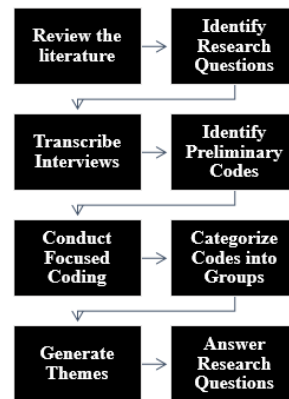 Review the
literature
Identify
Research
Questions
Transcribe
Interviews
Identify
Preliminary
Codes
Conduct
Focused
Coding
Categorize
Codes into
Groups
Generate
Themes
Answer
Research
Questions